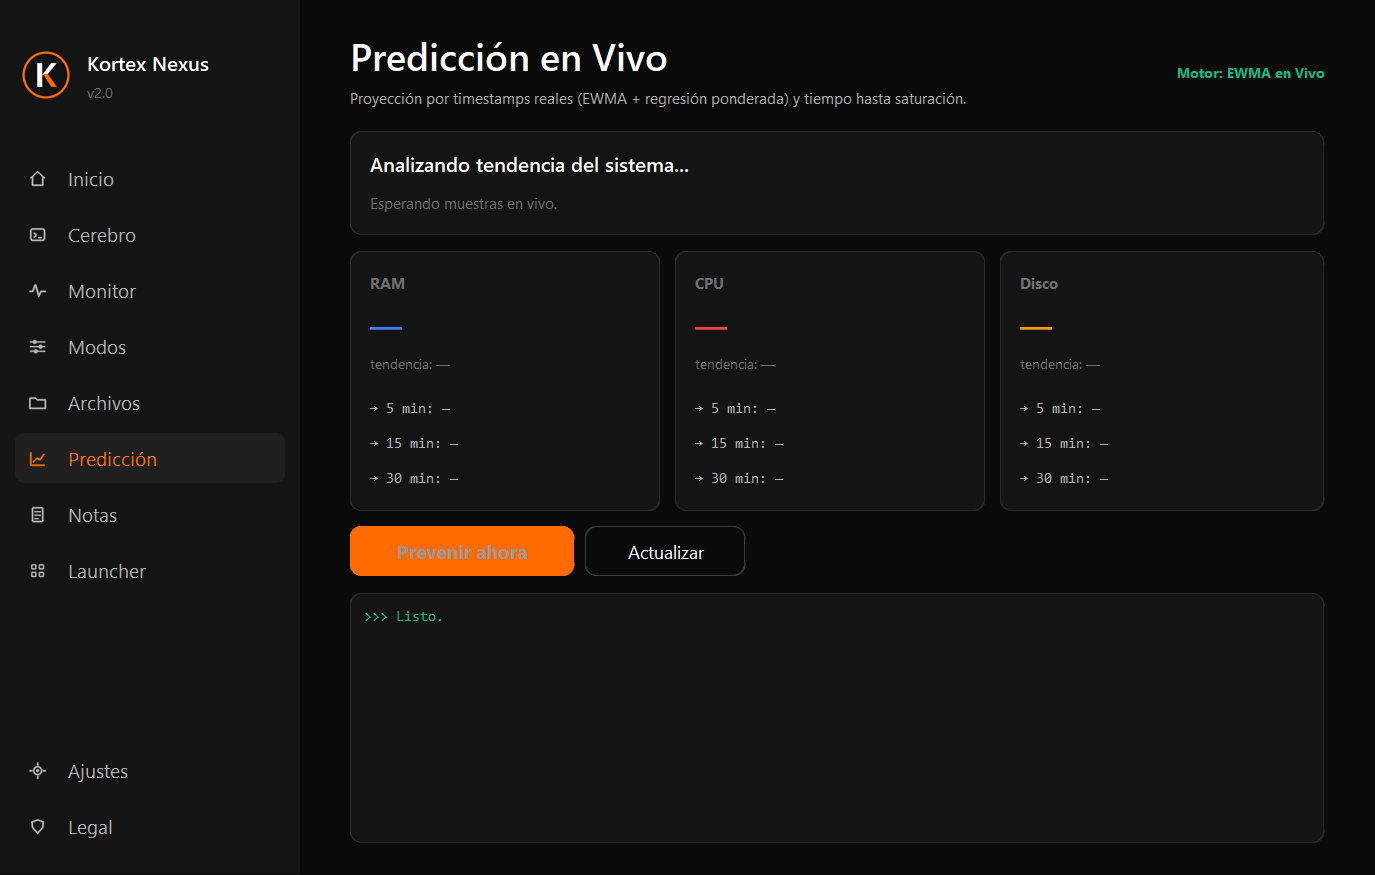 Kortex Nexus
v2.0
Inicio
Cerebro
Monitor
Modos
Archivos
Predicción
Notas
Launcher
Ajustes
Legal
Predicción en Vivo
Proyección por timestamps reales (EWMA + regresión ponderada) y tiempo hasta saturación.
Motor: EWMA en Vivo
Analizando tendencia del sistema...
Esperando muestras en vivo.
RAM
—
tendencia: —
→ 5 min: —
→ 15 min: —
→ 30 min: —
CPU
—
tendencia: —
→ 5 min: —
→ 15 min: —
→ 30 min: —
Disco
—
tendencia: —
→ 5 min: —
→ 15 min: —
→ 30 min: —
Prevenir ahora
Actualizar
>>> Listo.